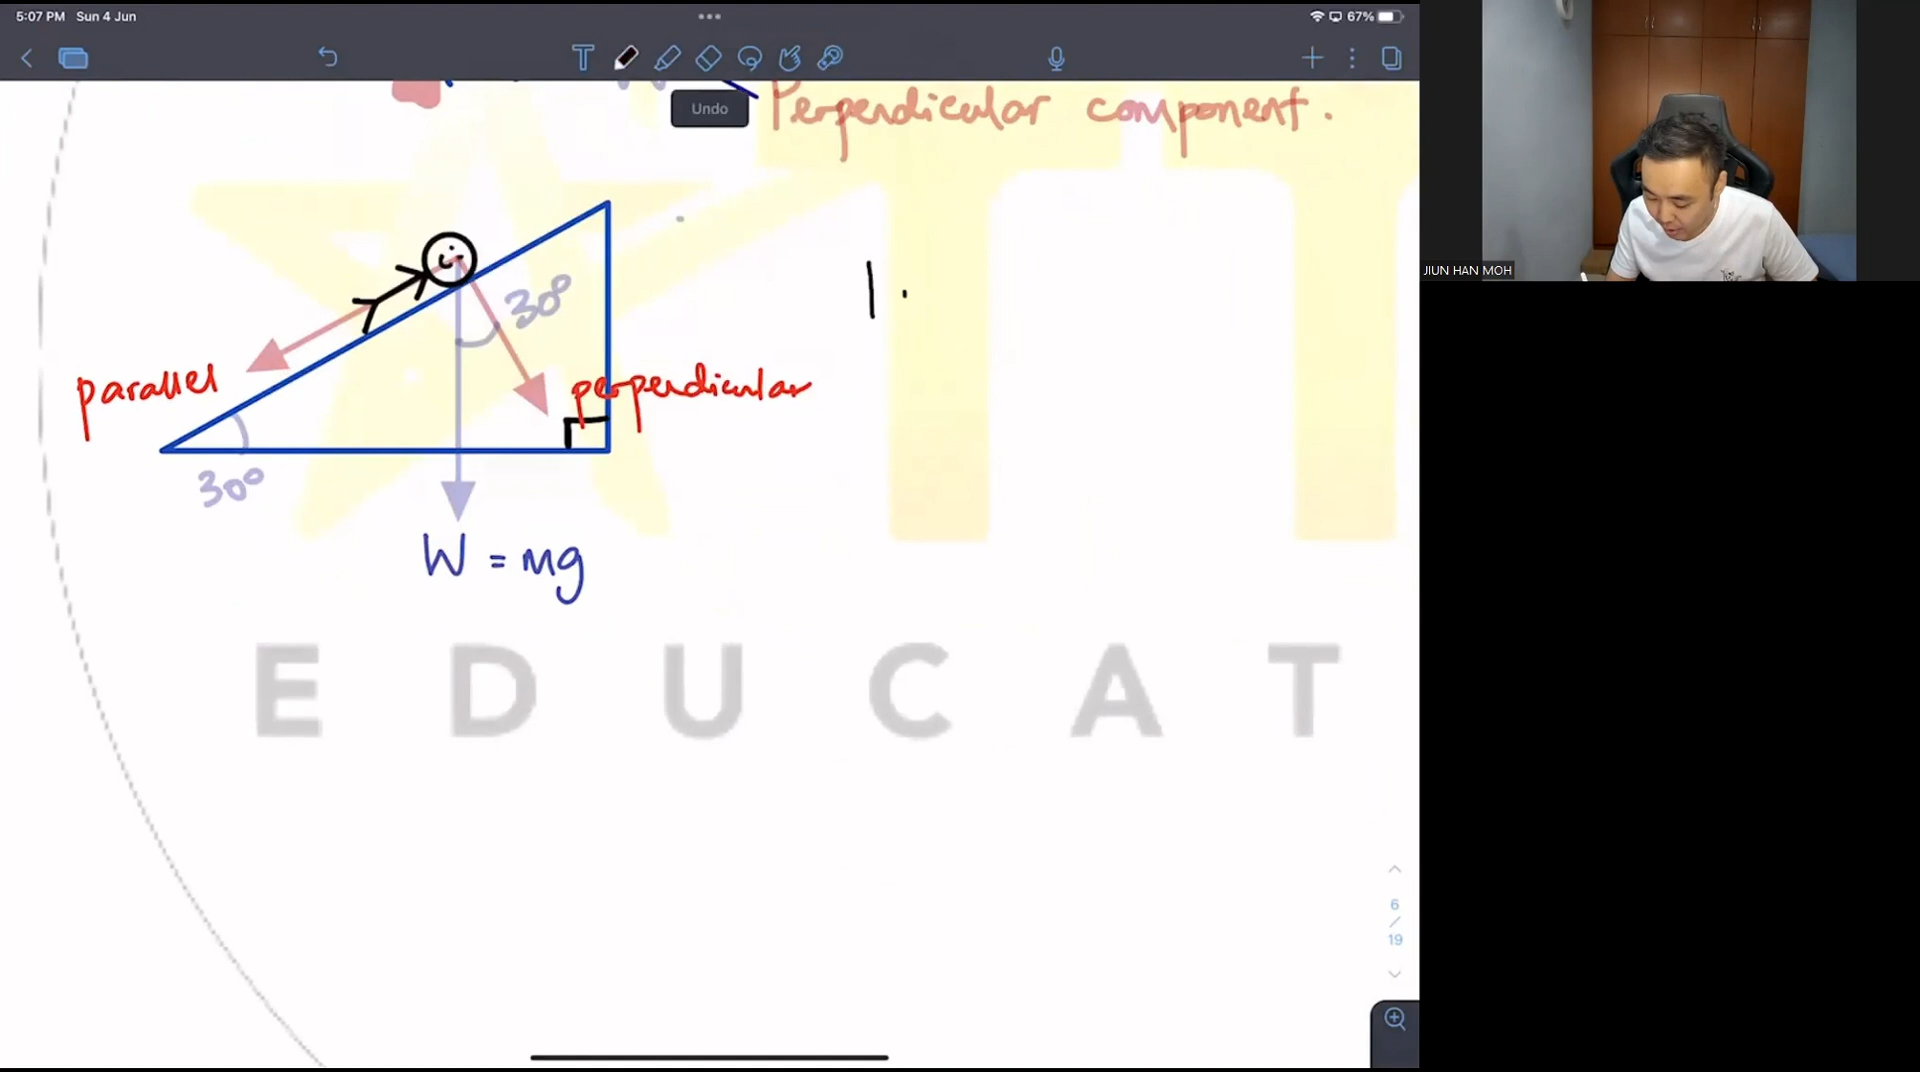 5:07 PM Sun 4 Jun
67%
T
Undo
Perpendicular component.
30°
1.
parallel
perpendicular
30°
W = mg
E D U C A T
6
/
19
JIUN HAN MOH